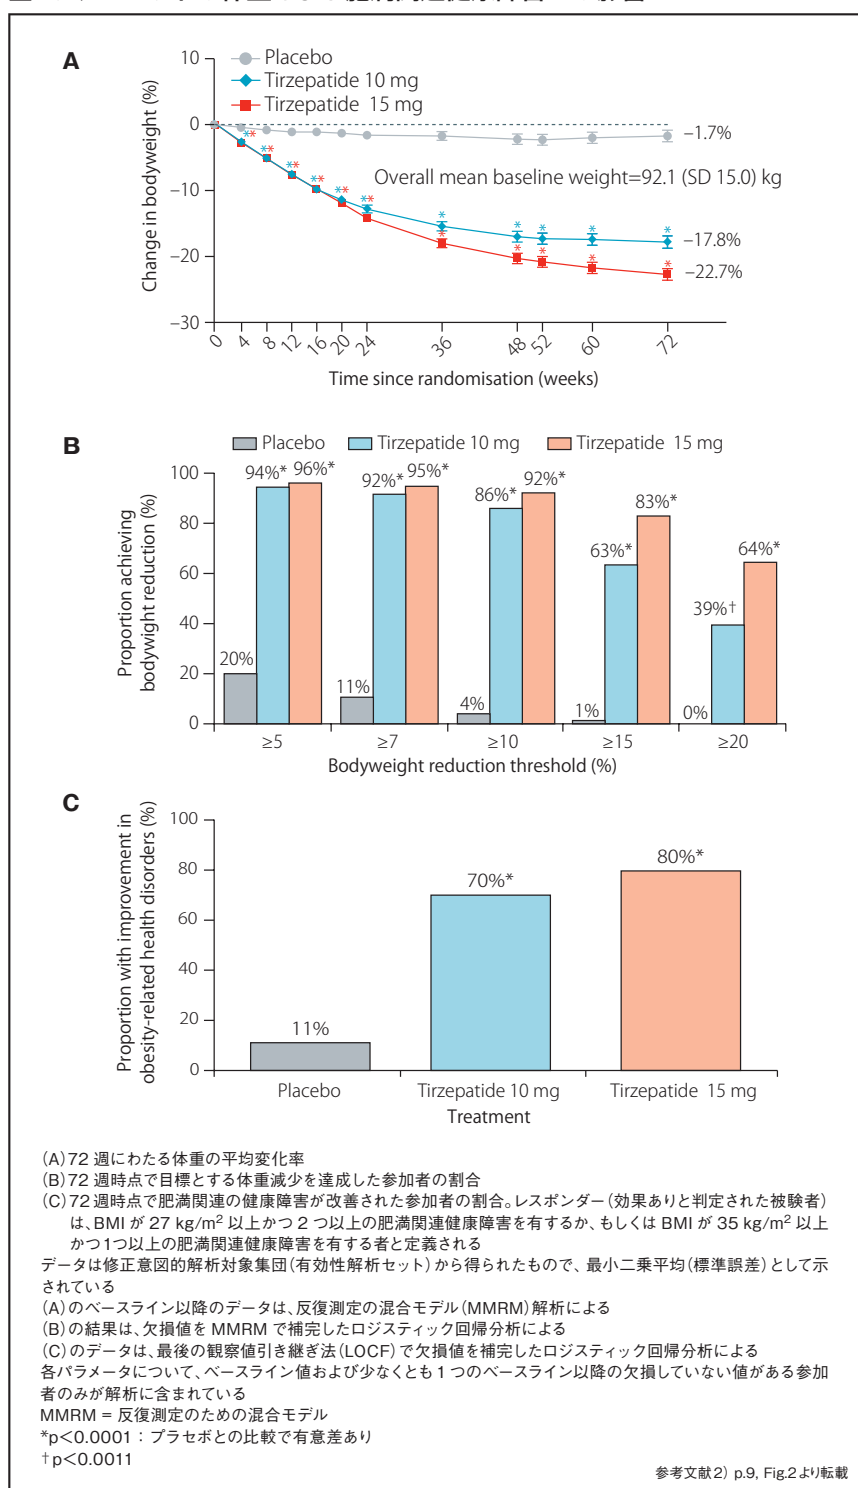 A
Placebo
Tirzepatide 10 mg
Tirzepatide 15 mg
Change in bodyweight (%)
10
0
−10
−20
−30
−1.7%
Overall mean baseline weight=92.1 (SD 15.0) kg
−17.8%
−22.7%
0 4 8 12 16 20 24 36 48 52 60 72
Time since randomisation (weeks)
B
Placebo Tirzepatide 10 mg Tirzepatide 15 mg
Proportion achieving
bodywight reduction (%)
100
80
60
40
20
0
20% 94%* 96%*
11% 92%* 95%*
4% 86%* 92%*
1% 63%* 83%*
0% 39%† 64%*
≥5 ≥7 ≥10 ≥15 ≥20
Bodyweight reduction threshold (%)
C
Proportion with improvement in
obesity-related health disorders (%)
100
80
60
40
20
0
11% 70%* 80%*
Placebo Tirzepatide 10 mg Tirzepatide 15 mg
Treatment
(A)72 週にわたる体重の平均変化率
(B)72 週時点で目標とする体重減少を達成した参加者の割合
(C)72 週時点で肥満関連の健康障害が改善された参加者の割合。レスポンダー(効果ありと判定された被験者)
は、BMI が 27 kg/m² 以上かつ 2 つ以上の肥満関連健康障害を有するか、もしくは BMI が 35 kg/m² 以上
かつ1つ以上の肥満関連健康障害を有する者と定義される
データは修正意図的解析対象集団(有効性解析セット)から得られたもので、最小二乗平均(標準誤差)として示
されている
(A)のベースライン以降のデータは、反復測定の混合モデル(MMRM)解析による
(B)の結果は、欠損値を MMRM で補完したロジスティック回帰分析による
(C)のデータは、最後の観察値引き継ぎ法(LOCF)で欠損値を補完したロジスティック回帰分析による
各パラメータについて、ベースライン値および少なくとも 1 つのベースライン以降の欠損していない値がある参加
者のみが解析に含まれている
MMRM = 反復測定のための混合モデル
*p<0.0001 : プラセボとの比較で有意差あり
†p<0.0011
参考文献2) p.9, Fig.2より転載